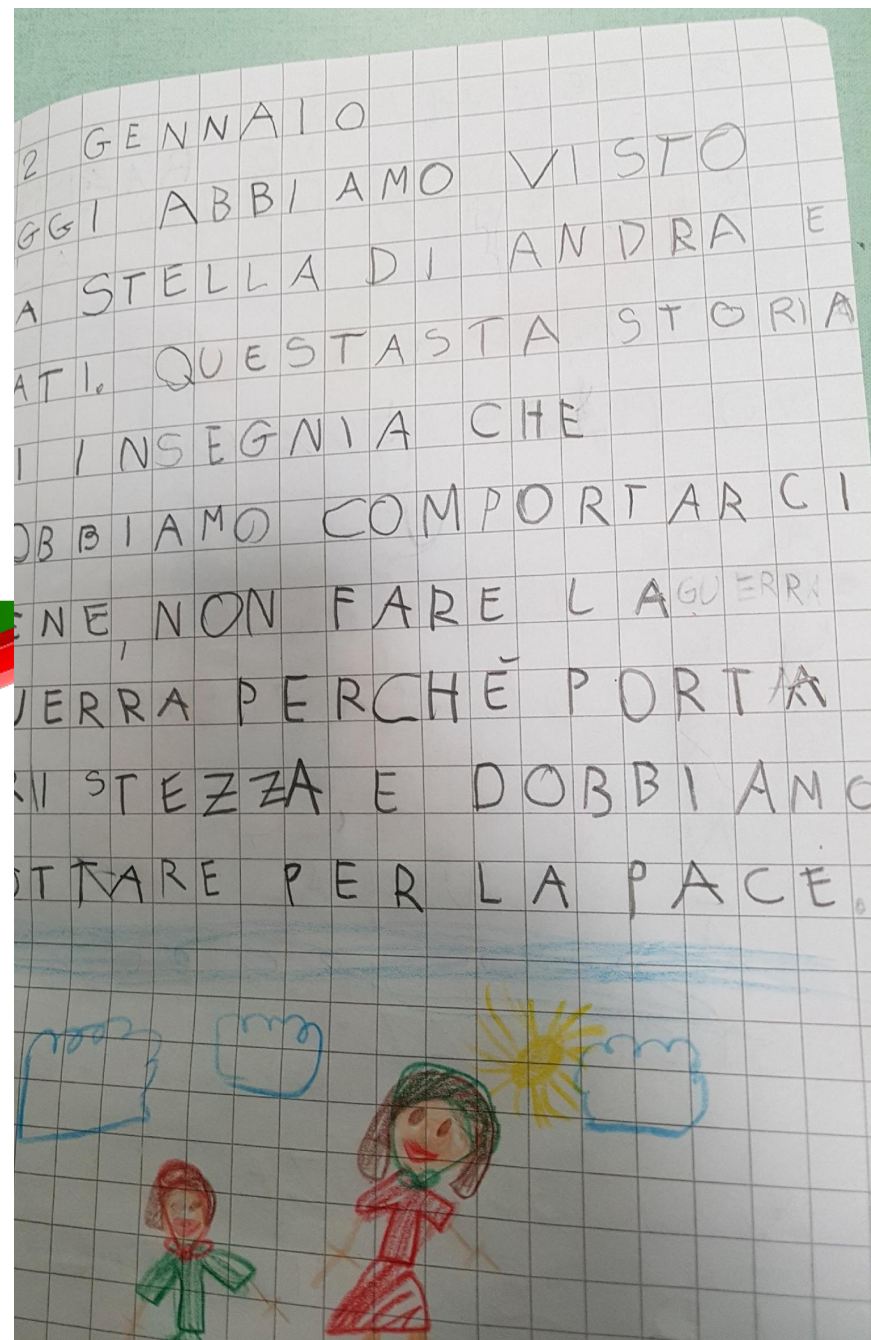 2 GENNAIO
GGI ABBIAMO VISTO
A STELLA DI ANDRA E
ATI. QUESTASTA STORIA
I INSEGNIA CHE
OBBIAMO COMPORTARCI
ENE, NON FARE LA GUERRA
UERRA PERCHÉ PORTA
RISTEZZA E DOBBIAMO
OTTARE PER LA PACE.